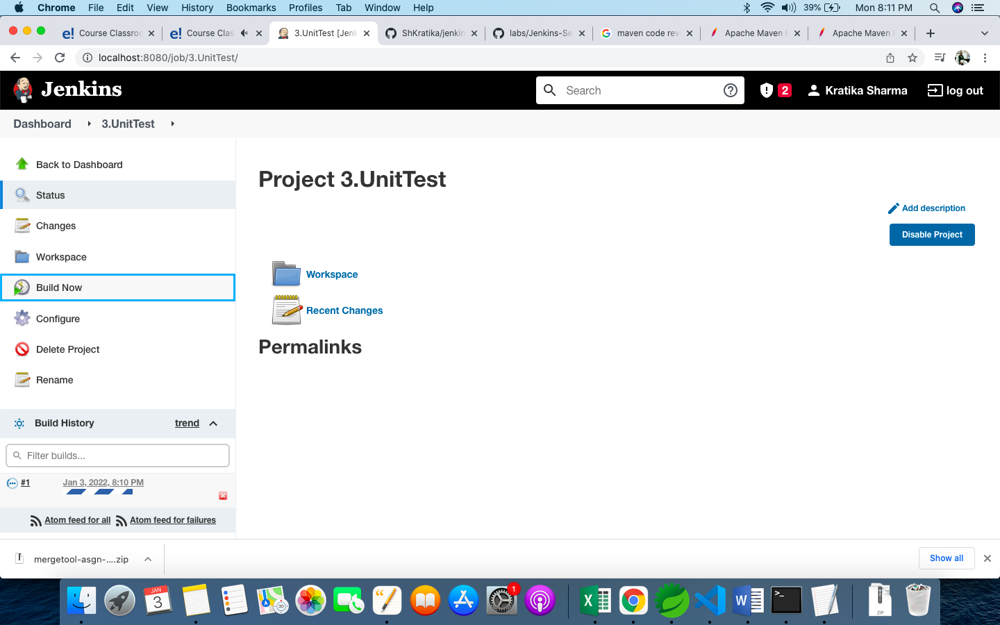 Chrome File Edit View History Bookmarks Profiles Tab Window Help 39% Mon 8:11 PM
e! Course Classroo e! Course Clas 3.UnitTest [Jenk ShKratika/jenkin labs/Jenkins-Se maven code rev Apache Maven Apache Maven
localhost:8080/job/3.UnitTest/
Jenkins Search 2 Kratika Sharma log out
Dashboard 3.UnitTest
Back to Dashboard
Status
Changes
Workspace
Build Now
Configure
Delete Project
Rename
Build History trend
Filter builds...
#1 Jan 3, 2022, 8:10 PM
Atom feed for all Atom feed for failures
Project 3.UnitTest
Add description
Disable Project
Workspace
Recent Changes
Permalinks
mergetool-asgn-....zip Show all
JAN
3
3D
1
X
W
>_
ZIP